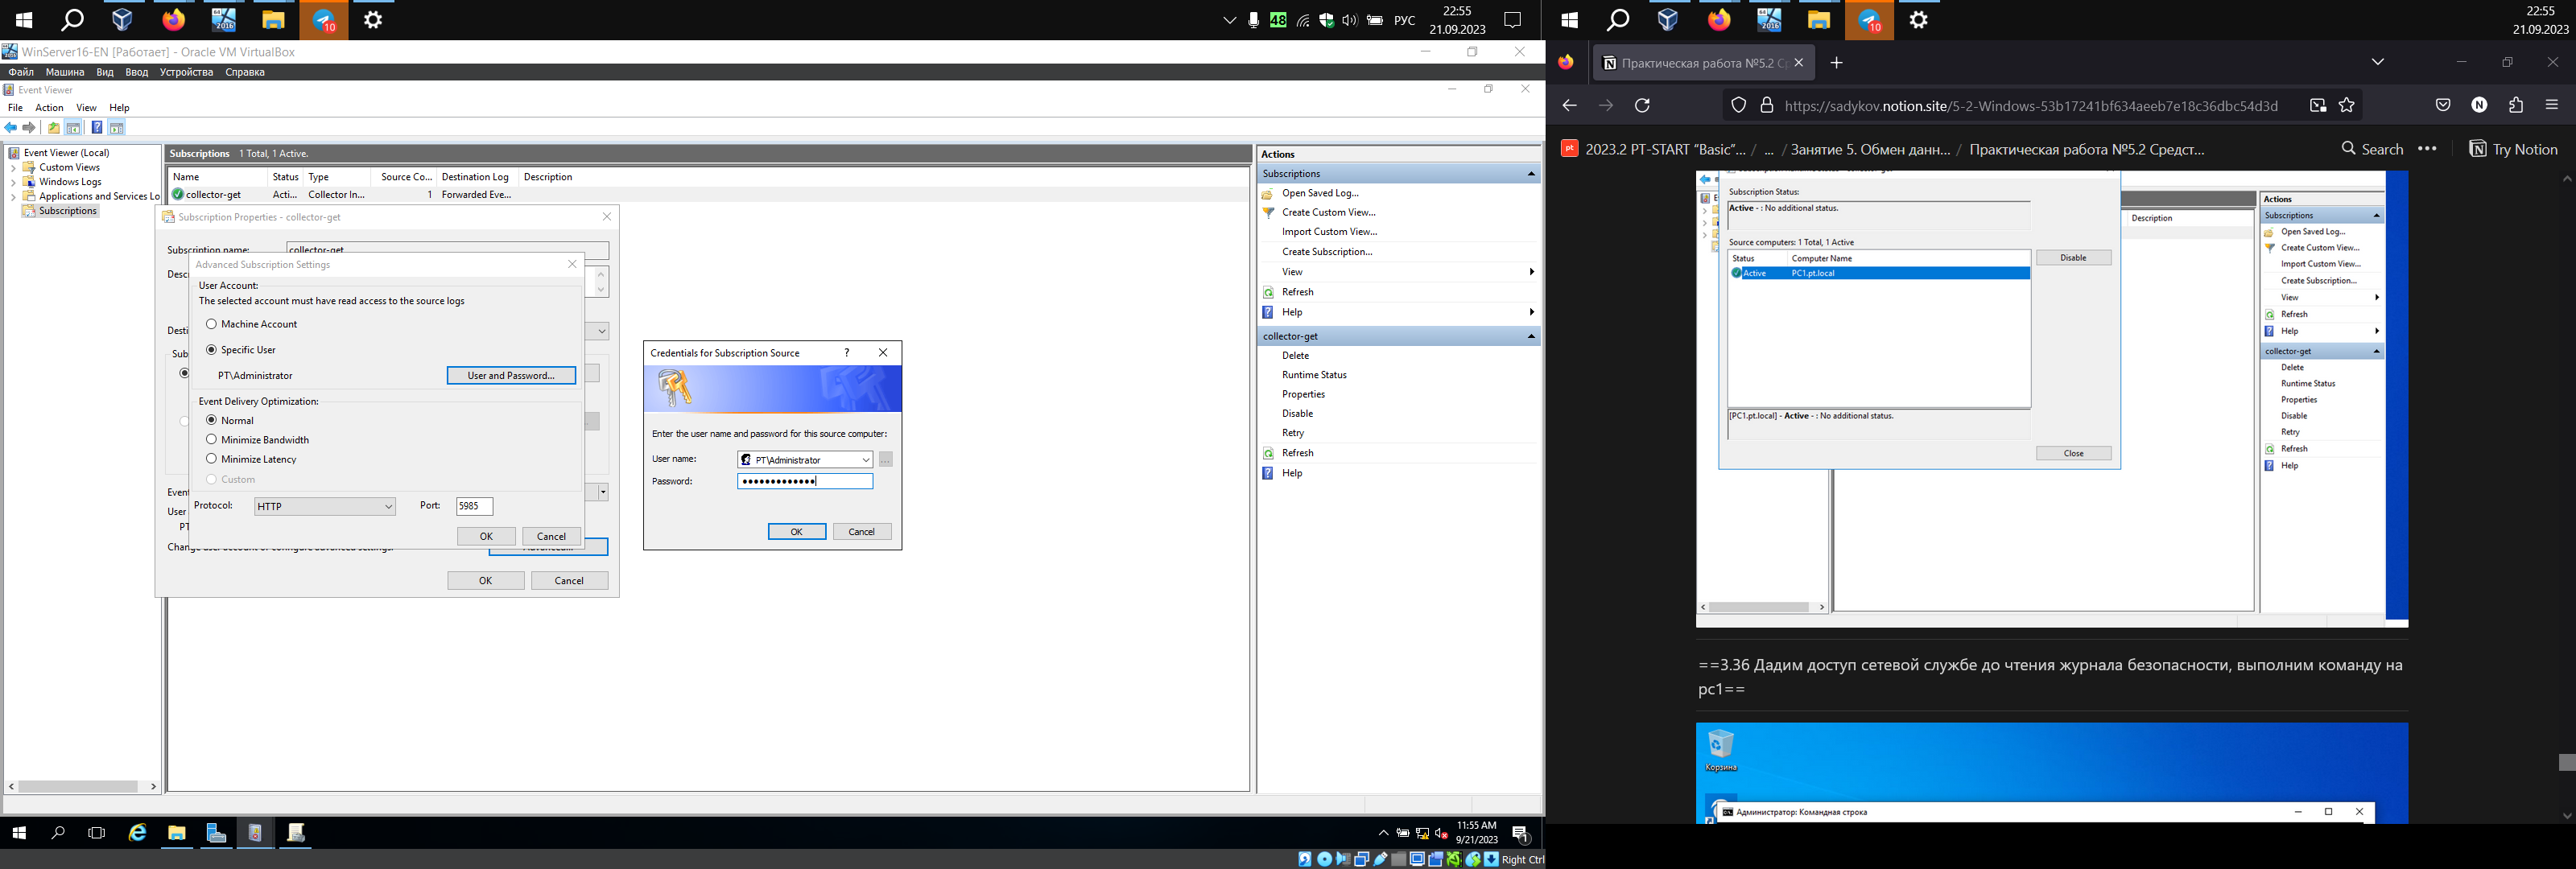 10
48
РУС
22:55
21.09.2023
WinServer16-EN [Работает] - Oracle VM VirtualBox
Файл Машина Вид Ввод Устройства Справка
Event Viewer
File Action View Help
Event Viewer (Local)
Custom Views
Windows Logs
Applications and Services Lo
Subscriptions
Subscriptions 1 Total, 1 Active.
Name Status Type Source Co... Destination Log Description
collector-get Acti... Collector In... 1 Forwarded Eve...
Subscription Properties - collector-get
Subscription name: collector-get
Descr
Desti
Subs
Event
User
PT
Change user account or configure advanced settings:
Advanced...
OK Cancel
Advanced Subscription Settings
User Account:
The selected account must have read access to the source logs
Machine Account
Specific User
PT\Administrator User and Password...
Event Delivery Optimization:
Normal
Minimize Bandwidth
Minimize Latency
Custom
Protocol: HTTP Port: 5985
OK Cancel
Credentials for Subscription Source ?
Enter the user name and password for this source computer:
User name: PT\Administrator
...
Password: •••••••••••••
OK Cancel
Actions
Subscriptions
Open Saved Log...
Create Custom View...
Import Custom View...
Create Subscription...
View
Refresh
Help
collector-get
Delete
Runtime Status
Properties
Disable
Retry
Refresh
Help
11:55 AM
9/21/2023
1
Right Ctrl
10
22:55
21.09.2023
Практическая работа №5.2 Ср
https://sadykov.notion.site/5-2-Windows-53b17241bf634aeeb7e18c36dbc54d3d
pt 2023.2 PT-START “Basic”... / ... / Занятие 5. Обмен данн... / Практическая работа №5.2 Средст... Search ••• Try Notion
Subscription Status:
Active - : No additional status.
Source computers: 1 Total, 1 Active
Status Computer Name
Active PC1.pt.local
Disable
[PC1.pt.local] - Active - : No additional status.
Close
Description
Actions
Subscriptions
Open Saved Log...
Create Custom View...
Import Custom View...
Create Subscription...
View
Refresh
Help
collector-get
Delete
Runtime Status
Properties
Disable
Retry
Refresh
Help
==3.36 Дадим доступ сетевой службе до чтения журнала безопасности, выполним команду на
pc1==
Корзина
Администратор: Командная строка